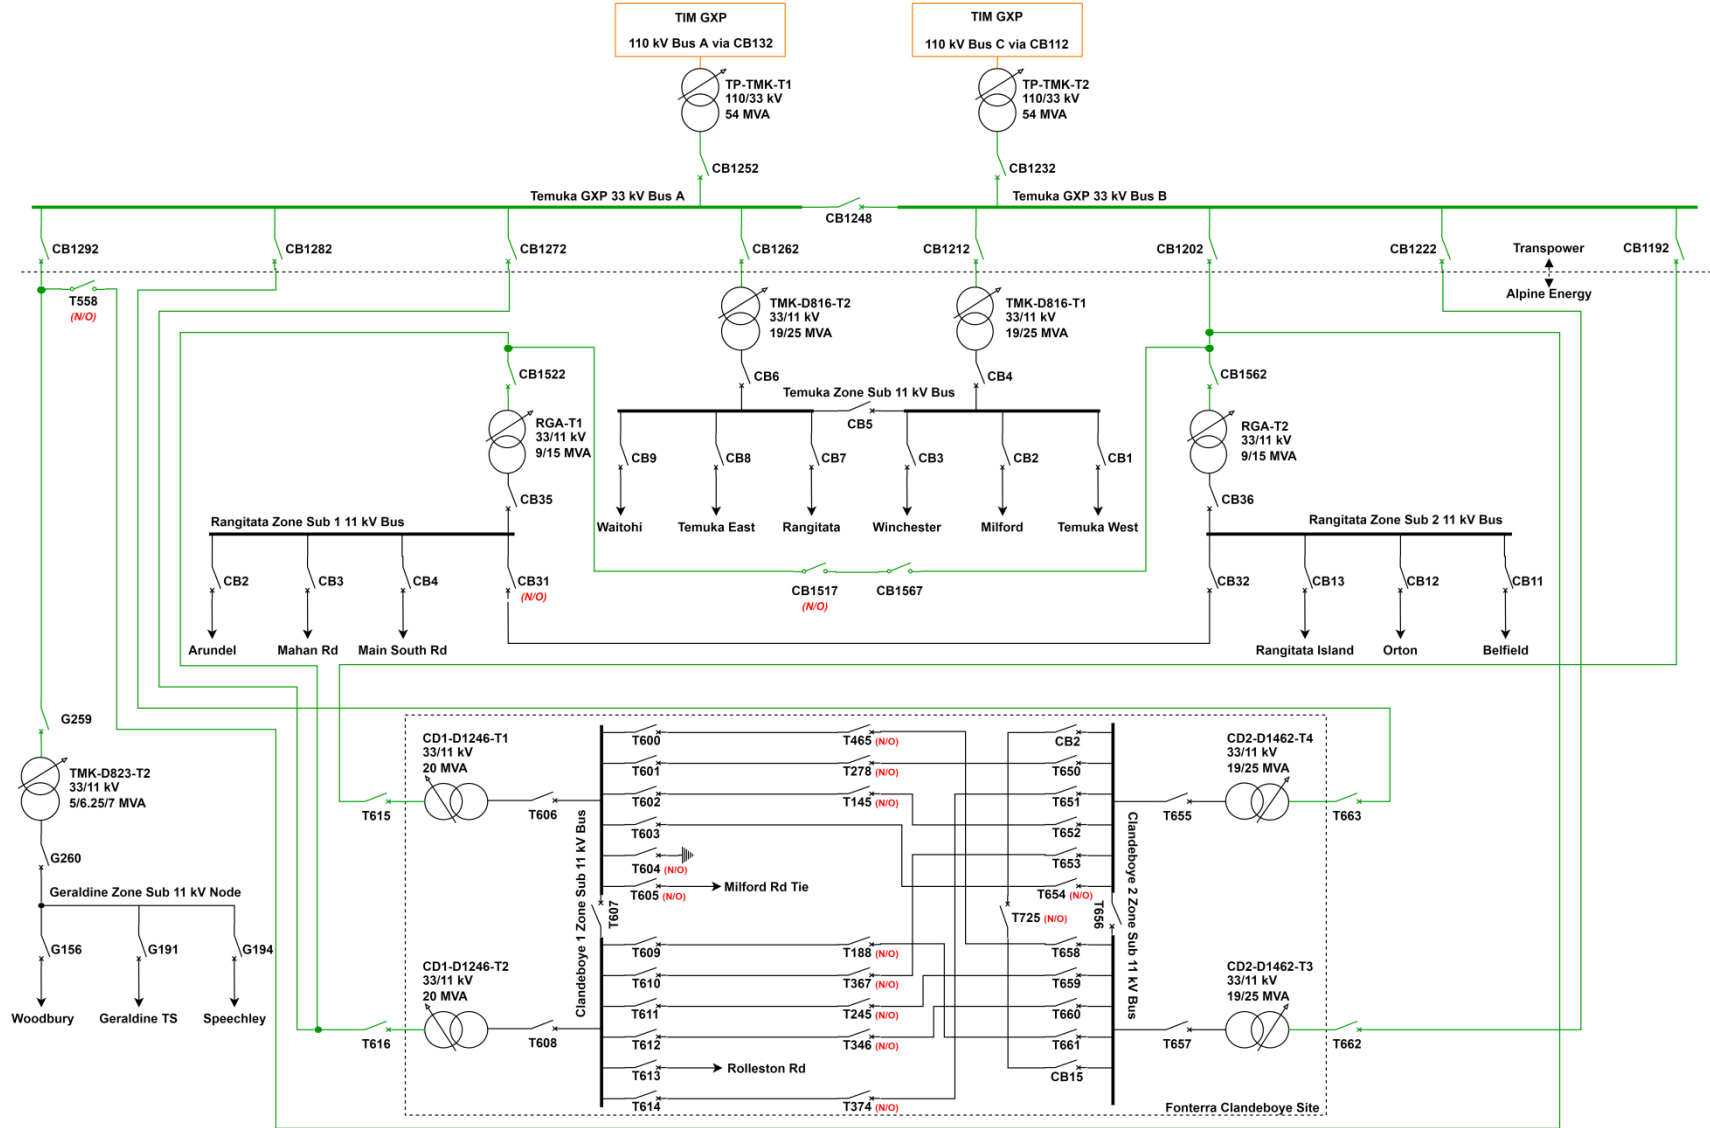 TIM GXP
110 kV Bus A via CB132
TIM GXP
110 kV Bus C via CB112
TP-TMK-T1
110/33 kV
54 MVA
TP-TMK-T2
110/33 kV
54 MVA
CB1252
CB1232
Temuka GXP 33 kV Bus A
Temuka GXP 33 kV Bus B
CB1248
CB1292
CB1282
CB1272
CB1262
CB1212
CB1202
CB1222
Transpower
CB1192
Alpine Energy
T558
(N/O)
TMK-D816-T2
33/11 kV
19/25 MVA
TMK-D816-T1
33/11 kV
19/25 MVA
CB1522
CB6
CB4
CB1562
Temuka Zone Sub 11 kV Bus
CB5
RGA-T1
33/11 kV
9/15 MVA
RGA-T2
33/11 kV
9/15 MVA
CB9
CB8
CB7
CB3
CB2
CB1
CB35
CB36
Waitohi
Temuka East
Rangitata
Winchester
Milford
Temuka West
Rangitata Zone Sub 1 11 kV Bus
Rangitata Zone Sub 2 11 kV Bus
CB2
CB3
CB4
CB31
(N/O)
CB1517
(N/O)
CB1567
CB32
CB13
CB12
CB11
Arundel
Mahan Rd
Main South Rd
Rangitata Island
Orton
Belfield
G259
TMK-D823-T2
33/11 kV
5/6.25/7 MVA
G260
Geraldine Zone Sub 11 kV Node
G156
G191
G194
Woodbury
Geraldine TS
Speechley
CD1-D1246-T1
33/11 kV
20 MVA
T615
T606
Clandeboye 1 Zone Sub 11 kV Bus
T600
T601
T602
T603
T604 (N/O)
T605 (N/O)
Milford Rd Tie
T607
T465 (N/O)
T278 (N/O)
T145 (N/O)
CB2
T650
T651
T652
T653
T654 (N/O)
T725 (N/O)
T656
Clandeboye 2 Zone Sub 11 kV Bus
T655
CD2-D1462-T4
33/11 kV
19/25 MVA
T663
CD1-D1246-T2
33/11 kV
20 MVA
T616
T608
T609
T610
T611
T612
T613
Rolleston Rd
T614
T188 (N/O)
T367 (N/O)
T245 (N/O)
T346 (N/O)
T374 (N/O)
T658
T659
T660
T661
CB15
T657
CD2-D1462-T3
33/11 kV
19/25 MVA
T662
Fonterra Clandeboye Site